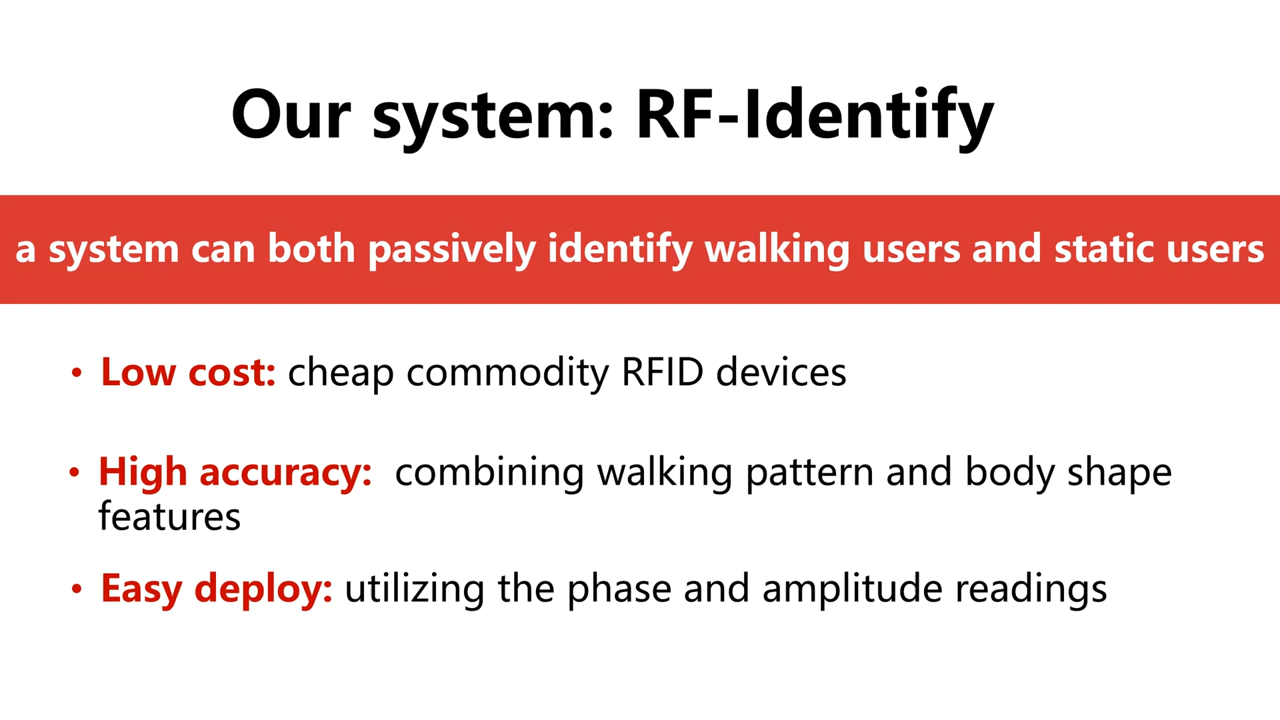 Our system: RF-Identify
a system can both passively identify walking users and static users
• Low cost: cheap commodity RFID devices
• High accuracy: combining walking pattern and body shape
features
• Easy deploy: utilizing the phase and amplitude readings